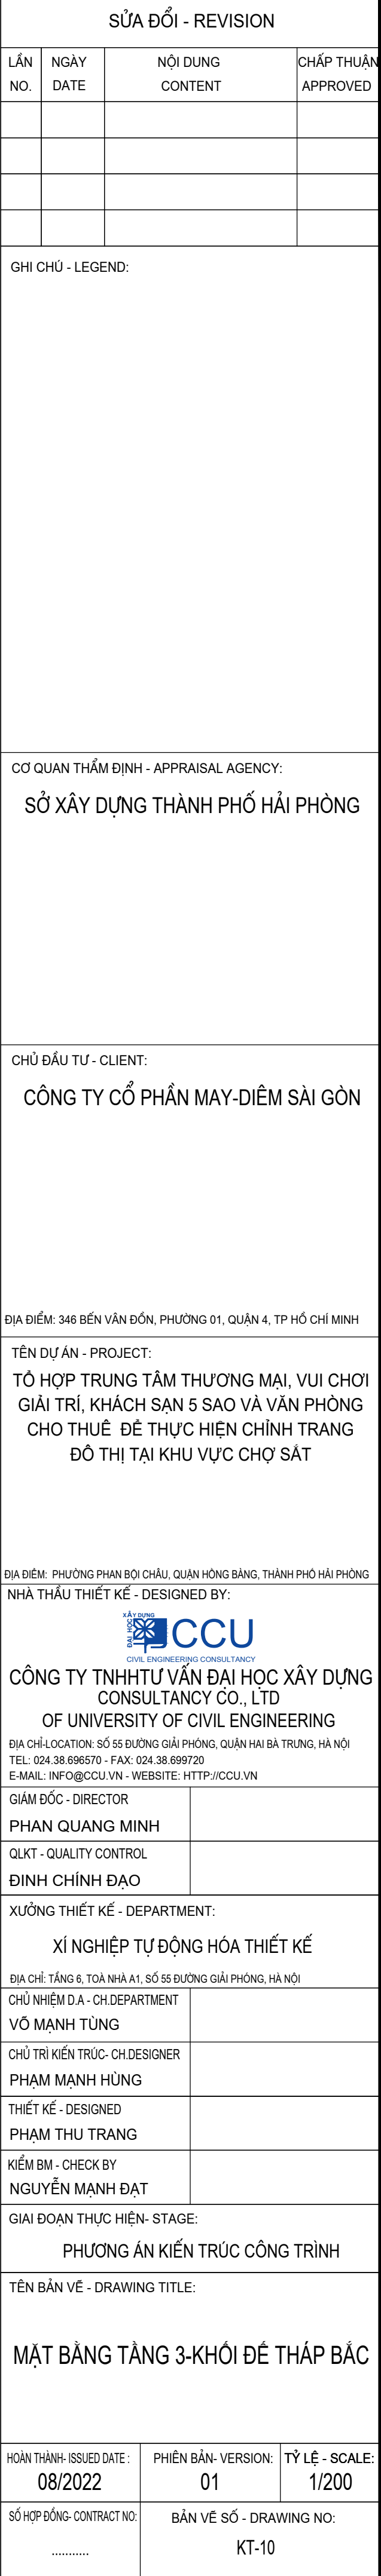 SỬA ĐỔI - REVISION
LẦN NO.
NGÀY DATE
NỘI DUNG CONTENT
CHẤP THUẬN APPROVED
GHI CHÚ - LEGEND:
CƠ QUAN THẨM ĐỊNH - APPRAISAL AGENCY:
SỞ XÂY DỰNG THÀNH PHỐ HẢI PHÒNG
CHỦ ĐẦU TƯ - CLIENT:
CÔNG TY CỔ PHẦN MAY-DIÊM SÀI GÒN
ĐỊA ĐIỂM: 346 BẾN VÂN ĐỒN, PHƯỜNG 01, QUẬN 4, TP HỒ CHÍ MINH
TÊN DỰ ÁN - PROJECT:
TỔ HỢP TRUNG TÂM THƯƠNG MẠI, VUI CHƠI
GIẢI TRÍ, KHÁCH SẠN 5 SAO VÀ VĂN PHÒNG
CHO THUÊ ĐỂ THỰC HIỆN CHỈNH TRANG
ĐÔ THỊ TẠI KHU VỰC CHỢ SẮT
ĐỊA ĐIỂM: PHƯỜNG PHAN BỘI CHÂU, QUẬN HỒNG BÀNG, THÀNH PHỐ HẢI PHÒNG
NHÀ THẦU THIẾT KẾ - DESIGNED BY:
XÂY DỰNG
ĐẠI HỌC
CCU
CIVIL ENGINEERING CONSULTANCY
CÔNG TY TNHHTƯ VẤN ĐẠI HỌC XÂY DỰNG
CONSULTANCY CO., LTD
OF UNIVERSITY OF CIVIL ENGINEERING
ĐỊA CHỈ-LOCATION: SỐ 55 ĐƯỜNG GIẢI PHÓNG, QUẬN HAI BÀ TRƯNG, HÀ NỘI
TEL: 024.38.696570 - FAX: 024.38.699720
E-MAIL: INFO@CCU.VN - WEBSITE: HTTP://CCU.VN
GIÁM ĐỐC - DIRECTOR
PHAN QUANG MINH
QLKT - QUALITY CONTROL
ĐINH CHÍNH ĐẠO
XƯỞNG THIẾT KẾ - DEPARTMENT:
XÍ NGHIỆP TỰ ĐỘNG HÓA THIẾT KẾ
ĐỊA CHỈ: TẦNG 6, TOÀ NHÀ A1, SỐ 55 ĐƯỜNG GIẢI PHÓNG, HÀ NỘI
CHỦ NHIỆM D.A - CH.DEPARTMENT
VÕ MẠNH TÙNG
CHỦ TRÌ KIẾN TRÚC- CH.DESIGNER
PHẠM MẠNH HÙNG
THIẾT KẾ - DESIGNED
PHẠM THU TRANG
KIỂM BM - CHECK BY
NGUYỄN MẠNH ĐẠT
GIAI ĐOẠN THỰC HIỆN- STAGE:
PHƯƠNG ÁN KIẾN TRÚC CÔNG TRÌNH
TÊN BẢN VẼ - DRAWING TITLE:
MẶT BẰNG TẦNG 3-KHỐI ĐẾ THÁP BẮC
HOÀN THÀNH- ISSUED DATE :
08/2022
PHIÊN BẢN- VERSION:
01
TỶ LỆ - SCALE:
1/200
SỐ HỢP ĐỒNG- CONTRACT NO:
...........
BẢN VẼ SỐ - DRAWING NO:
KT-10